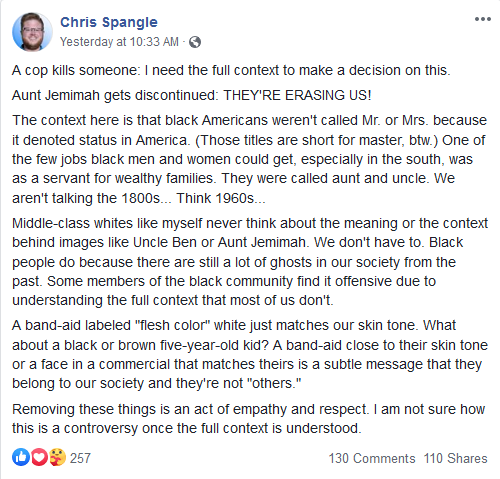 Chris Spangle
Yesterday at 10:33 AM ·
A cop kills someone: I need the full context to make a decision on this.
Aunt Jemimah gets discontinued: THEY'RE ERASING US!
The context here is that black Americans weren't called Mr. or Mrs. because
it denoted status in America. (Those titles are short for master, btw.) One of
the few jobs black men and women could get, especially in the south, was
as a servant for wealthy families. They were called aunt and uncle. We
aren't talking the 1800s... Think 1960s...
Middle-class whites like myself never think about the meaning or the context
behind images like Uncle Ben or Aunt Jemimah. We don't have to. Black
people do because there are still a lot of ghosts in our society from the
past. Some members of the black community find it offensive due to
understanding the full context that most of us don't.
A band-aid labeled "flesh color" white just matches our skin tone. What
about a black or brown five-year-old kid? A band-aid close to their skin tone
or a face in a commercial that matches theirs is a subtle message that they
belong to our society and they're not "others."
Removing these things is an act of empathy and respect. I am not sure how
this is a controversy once the full context is understood.
257 130 Comments 110 Shares